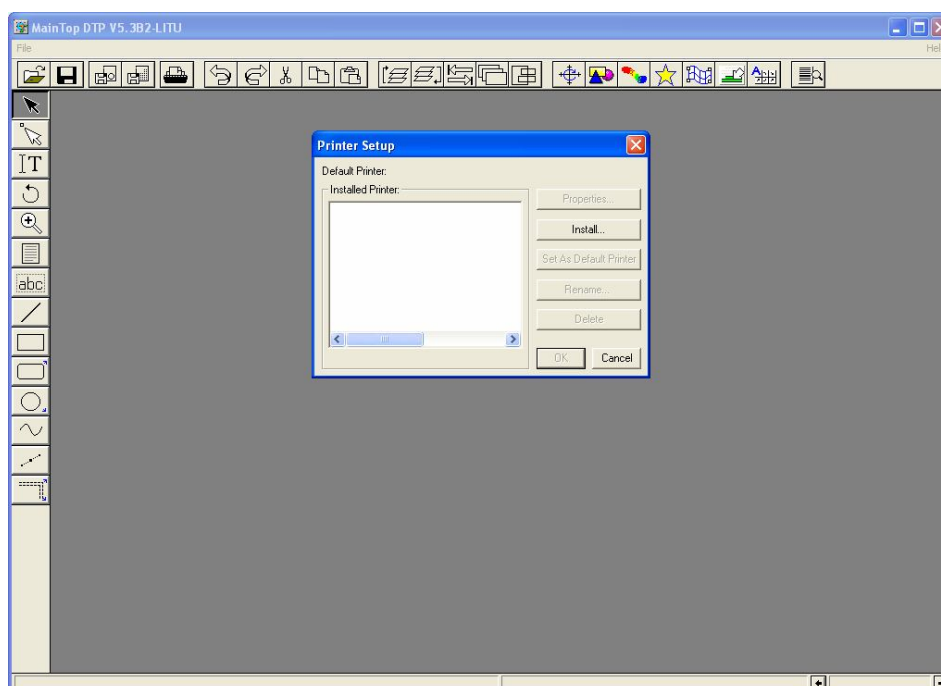 MainTop DTP V5.3B2-LITU
File
Hel
Printer Setup
Default Printer:
Installed Printer:
Properties...
Install...
Set As Default Printer
Rename...
Delete
OK
Cancel
T
abc